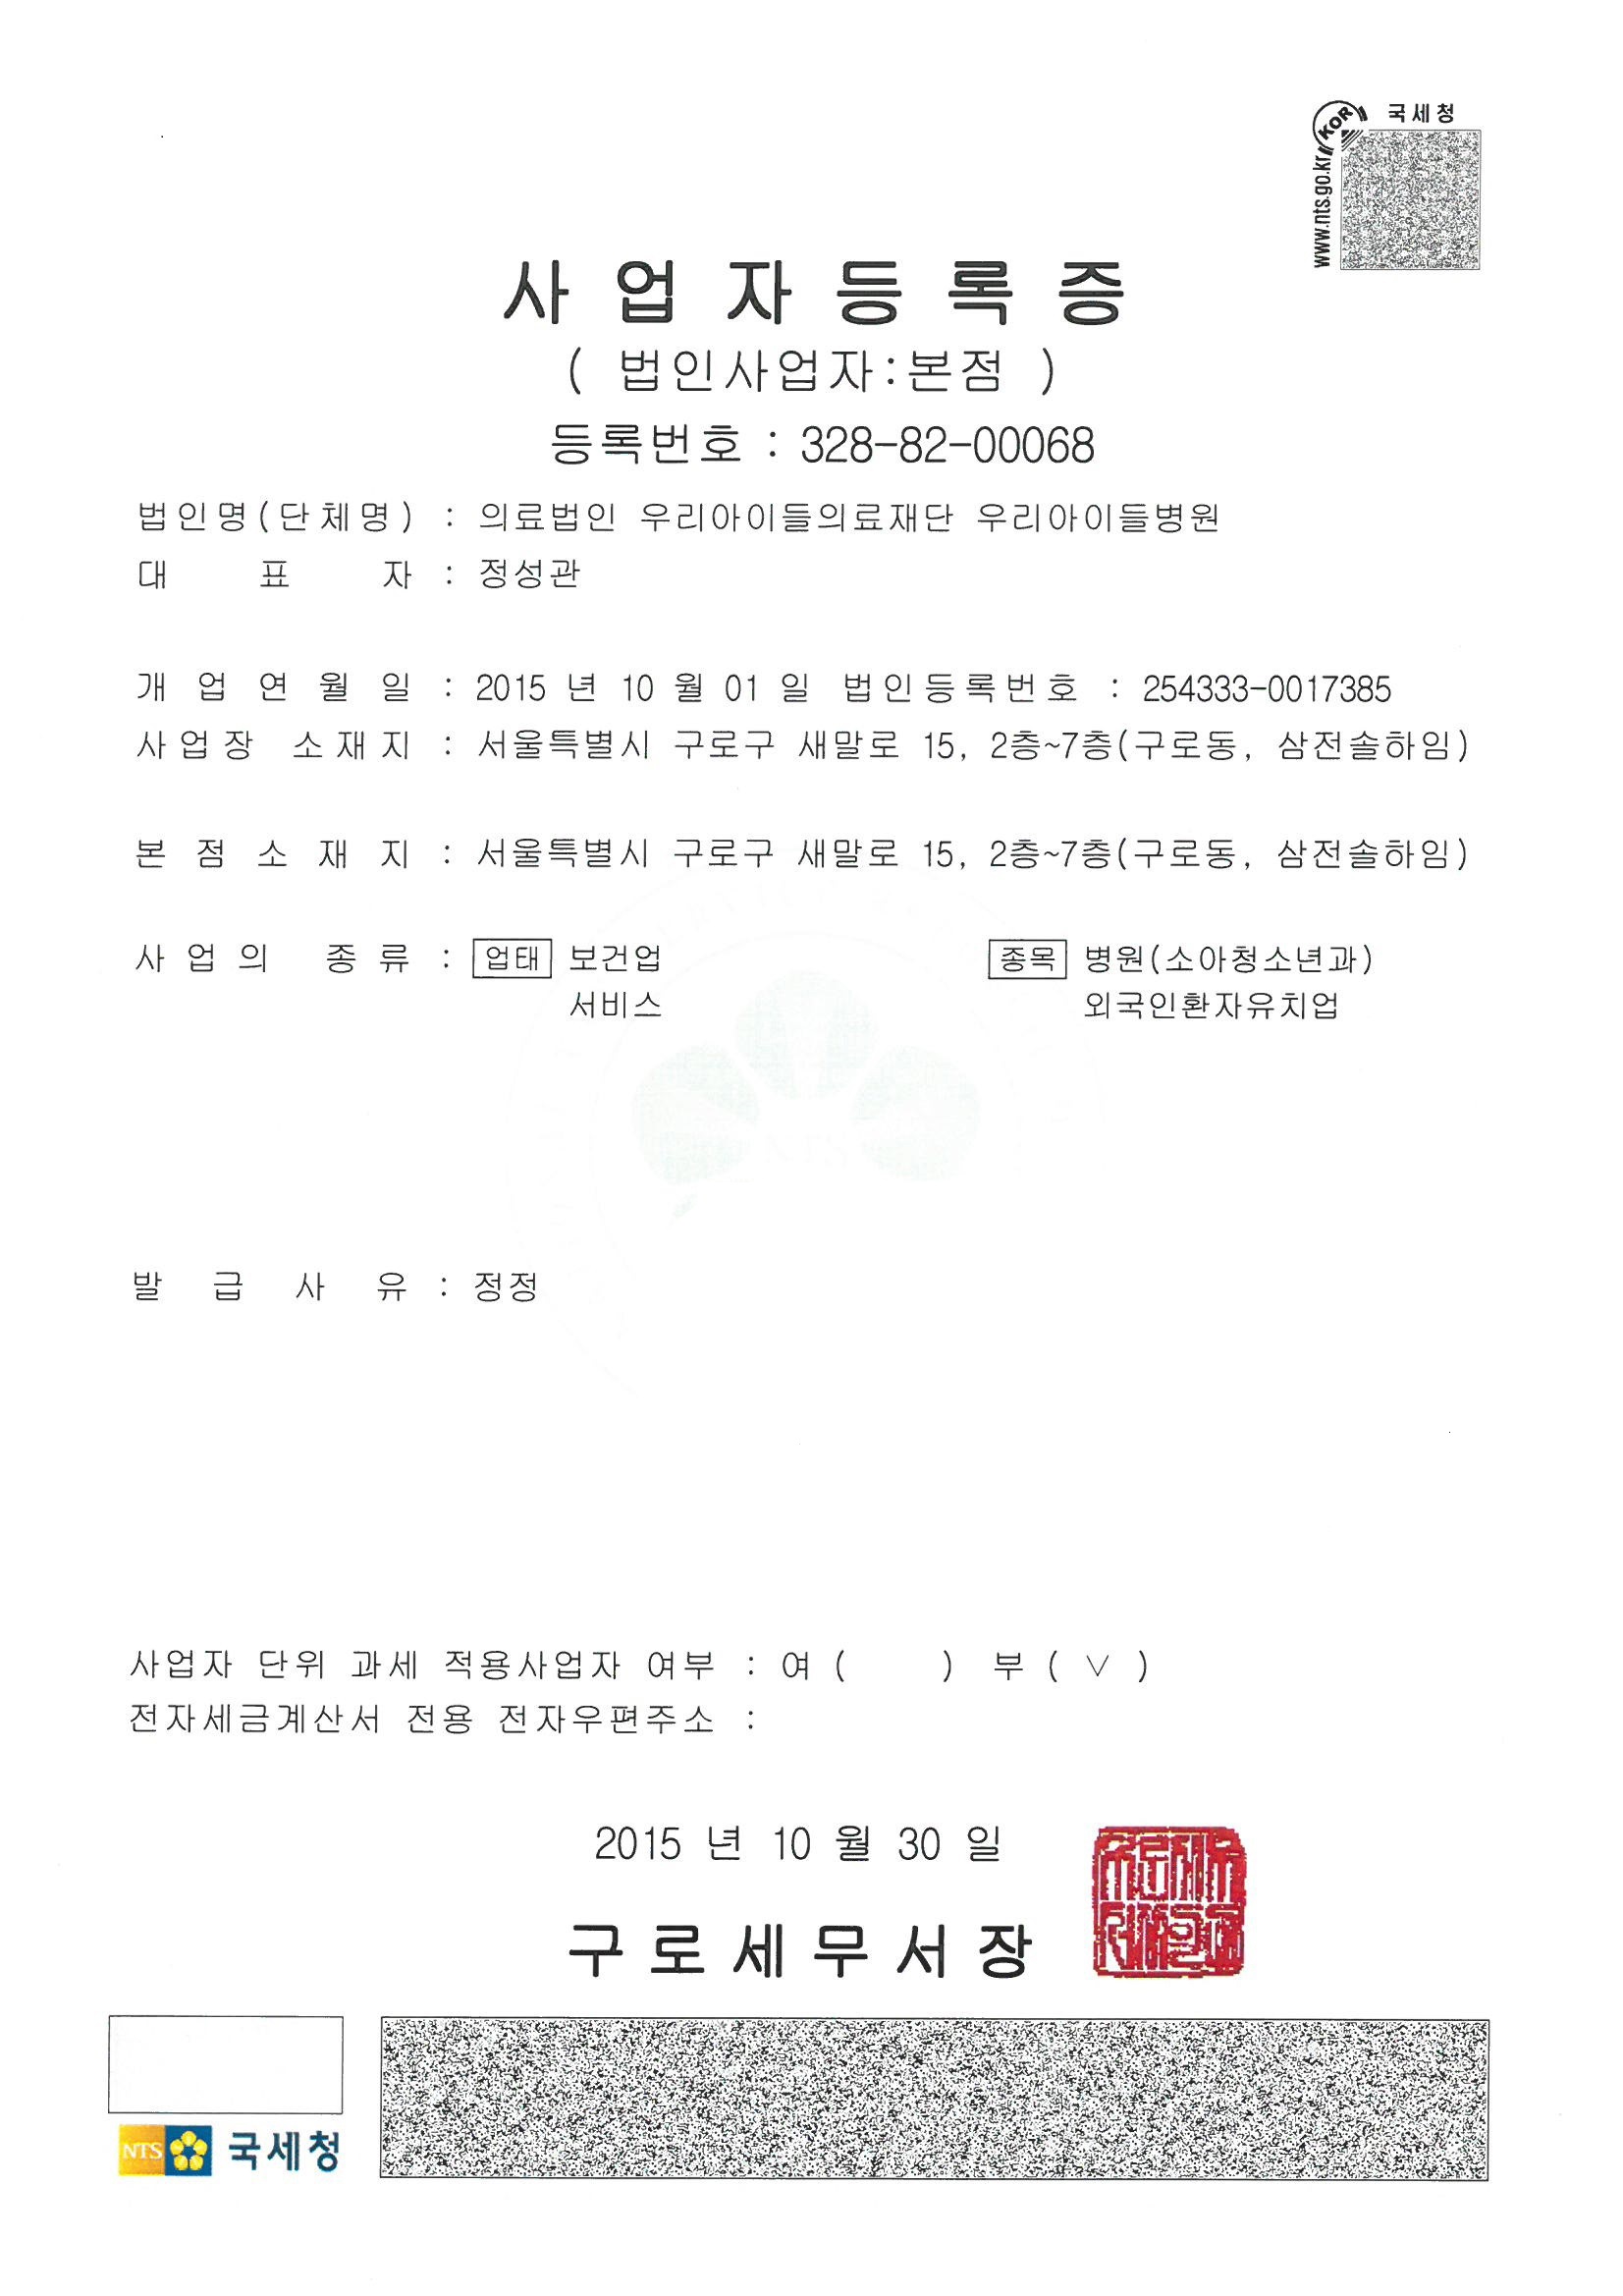 국세청
KOR
www.nts.go.kr
사업자등록증
( 법인사업자:본점 )
등록번호 : 328-82-00068
법인명(단체명) : 의료법인 우리아이들의료재단 우리아이들병원
대 표 자 : 정성관
개 업 연 월 일 : 2015 년 10 월 01 일 법인등록번호 : 254333-0017385
사업장 소재지 : 서울특별시 구로구 새말로 15, 2층~7층(구로동, 삼전솔하임)
본 점 소 재 지 : 서울특별시 구로구 새말로 15, 2층~7층(구로동, 삼전솔하임)
사 업 의 종 류 : 업태 보건업 종목 병원(소아청소년과)
서비스 외국인환자유치업
발 급 사 유 : 정정
사업자 단위 과세 적용사업자 여부 : 여 ( ) 부 ( ∨ )
전자세금계산서 전용 전자우편주소 :
2015 년 10 월 30 일
구로세무서장
NTS 국세청